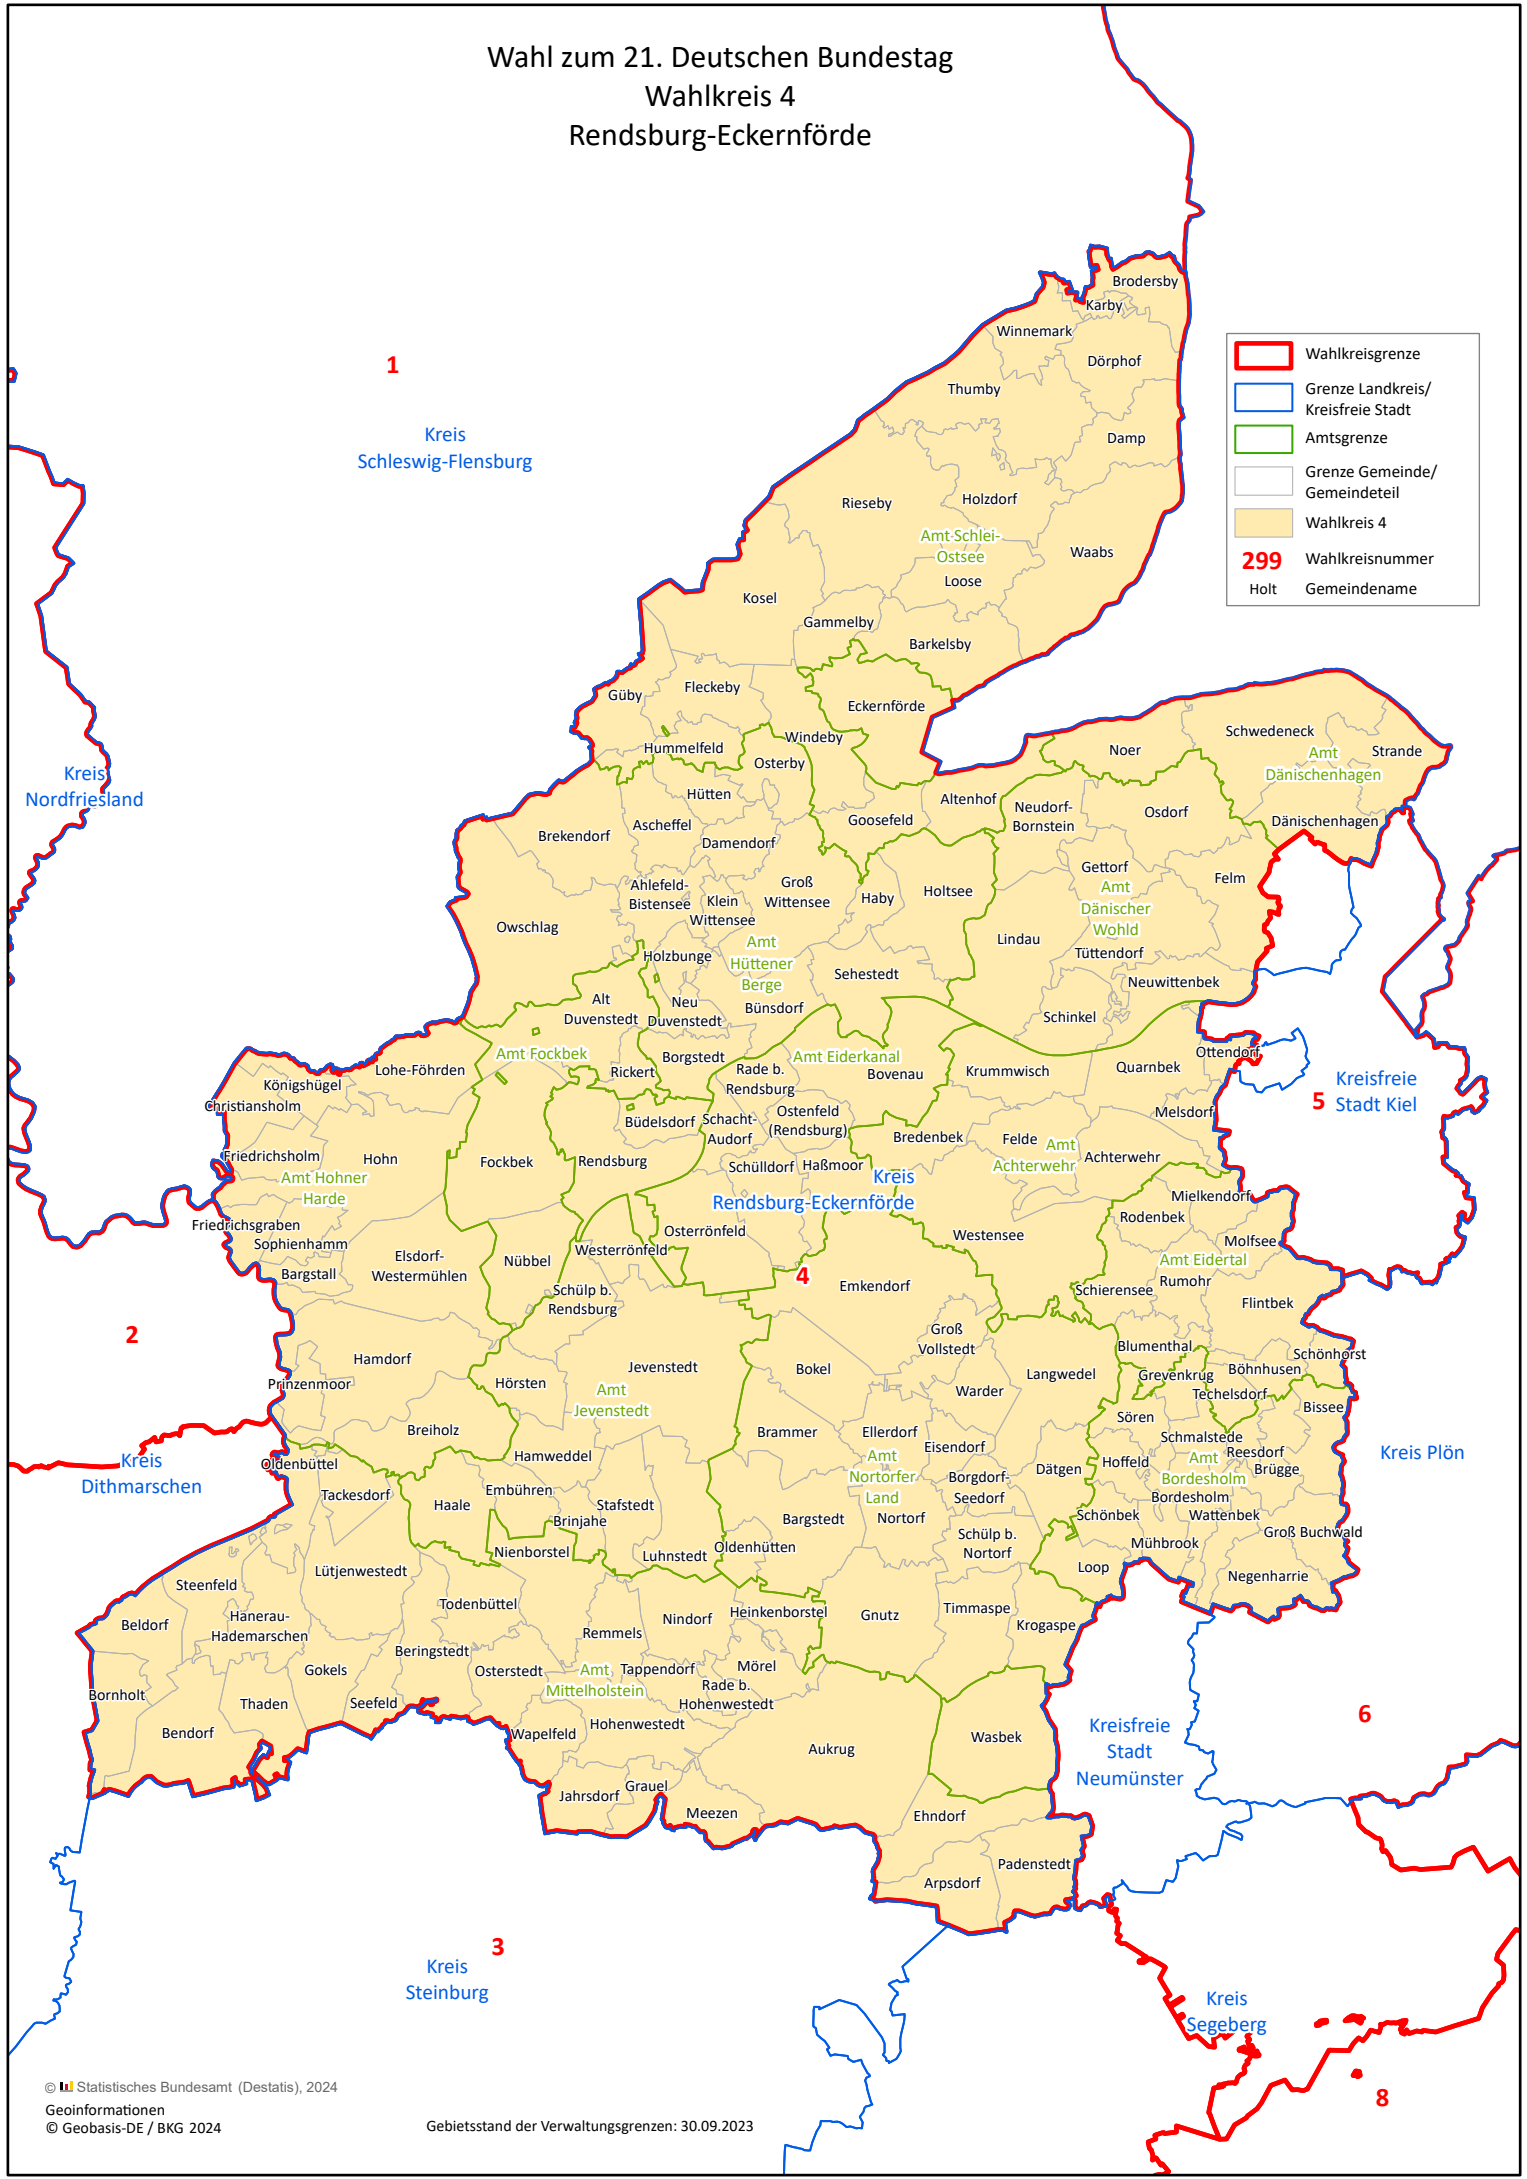 Wahl zum 21. Deutschen Bundestag
Wahlkreis 4
Rendsburg-Eckernförde
Wahlkreisgrenze
Grenze Landkreis/
Kreisfreie Stadt
Amtsgrenze
Grenze Gemeinde/
Gemeindeteil
Wahlkreis 4
299 Wahlkreisnummer
Holt Gemeindename
1
Kreis
Schleswig-Flensburg
Brodersby
Karby
Winnemark
Dörphof
Thumby
Damp
Rieseby
Holzdorf
Amt Schlei-
Ostsee
Waabs
Loose
Kosel
Gammelby
Barkelsby
Güby
Fleckeby
Eckernförde
Hummelfeld
Windeby
Osterby
Noer
Schwedeneck
Strande
Amt
Dänischenhagen
Dänischenhagen
Kreis
Nordfriesland
Hütten
Altenhof
Neudorf-
Bornstein
Osdorf
Goosefeld
Brekendorf
Ascheffel
Damendorf
Gettorf
Felm
Amt
Dänischer
Wohld
Ahlefeld-
Bistensee
Klein
Wittensee
Groß
Wittensee
Haby
Holtsee
Owschlag
Lindau
Tüttendorf
Amt
Hüttener
Berge
Holzbunge
Sehestedt
Neuwittenbek
Alt
Duvenstedt
Neu
Duvenstedt
Bünsdorf
Schinkel
Amt Fockbek
Rickert
Borgstedt
Amt Eiderkanal
Rade b.
Rendsburg
Bovenau
Krummwisch
Quarnbek
Ottendorf
Kreisfreie
Stadt Kiel
5
Lohe-Föhrden
Königshügel
Christiansholm
Büdelsdorf
Schacht-
Audorf
Ostenfeld
(Rendsburg)
Melsdorf
Friedrichsholm
Hohn
Fockbek
Rendsburg
Schülldorf
Haßmoor
Bredenbek
Felde
Amt
Achterwehr
Achterwehr
Amt Hohner
Harde
Kreis
Rendsburg-Eckernförde
4
Mielkendorf
Rodenbek
Friedrichsgraben
Sophienhamm
Bargstall
Elsdorf-
Westermühlen
Nübbel
Westerrönfeld
Osterrönfeld
Westensee
Molfsee
Amt Eidertal
Rumohr
Schierensee
Flintbek
Schülp b.
Rendsburg
Emkendorf
2
Groß
Vollstedt
Blumenthal
Schönhorst
Böhnhusen
Grevenkrug
Techelsdorf
Hamdorf
Prinzenmoor
Hörsten
Jevenstedt
Bokel
Warder
Langwedel
Amt
Jevenstedt
Bissee
Sören
Breiholz
Brammer
Ellerdorf
Eisendorf
Schmalstede
Reesdorf
Brügge
Kreis Plön
Kreis
Dithmarschen
Oldenbüttel
Hamweddel
Amt
Nortorfer
Land
Dätgen
Hoffeld
Amt
Bordesholm
Bordesholm
Tackesdorf
Haale
Embühren
Brinjahe
Stafstedt
Borgdorf-
Seedorf
Schönbek
Wattenbek
Groß Buchwald
Bargstedt
Nortorf
Nienborstel
Luhnstedt
Oldenhütten
Schülp b.
Nortorf
Mühbrook
Loop
Negenharrie
Lütjenwestedt
Steenfeld
Beldorf
Hanerau-
Hademarschen
Todenbüttel
Remmels
Nindorf
Heinkenborstel
Gnutz
Timmaspe
Krogaspe
Beringstedt
Gokels
Osterstedt
Amt
Mittelholstein
Tappendorf
Mörel
Rade b.
Hohenwestedt
Bornholt
Thaden
Seefeld
Bendorf
Wapelfeld
Hohenwestedt
Aukrug
Wasbek
Kreisfreie
Stadt
Neumünster
6
Jahrsdorf
Grauel
Meezen
Ehndorf
Padenstedt
Arpsdorf
3
Kreis
Steinburg
Kreis
Segeberg
8
© Statistisches Bundesamt (Destatis), 2024
Geoinformationen
© Geobasis-DE / BKG 2024
Gebietsstand der Verwaltungsgrenzen: 30.09.2023